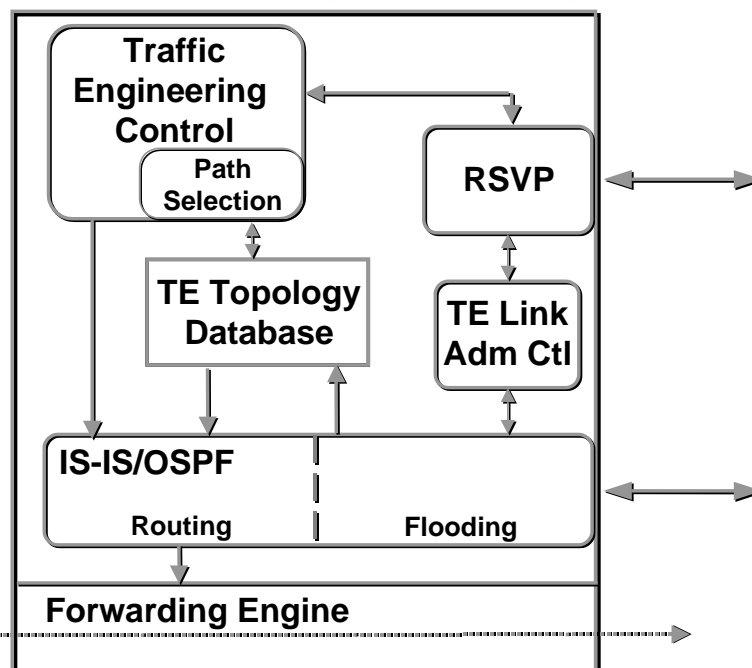 Traffic
Engineering
Control
Path
Selection
RSVP
TE Topology
Database
TE Link
Adm Ctl
IS-IS/OSPF
Routing
Flooding
Forwarding Engine